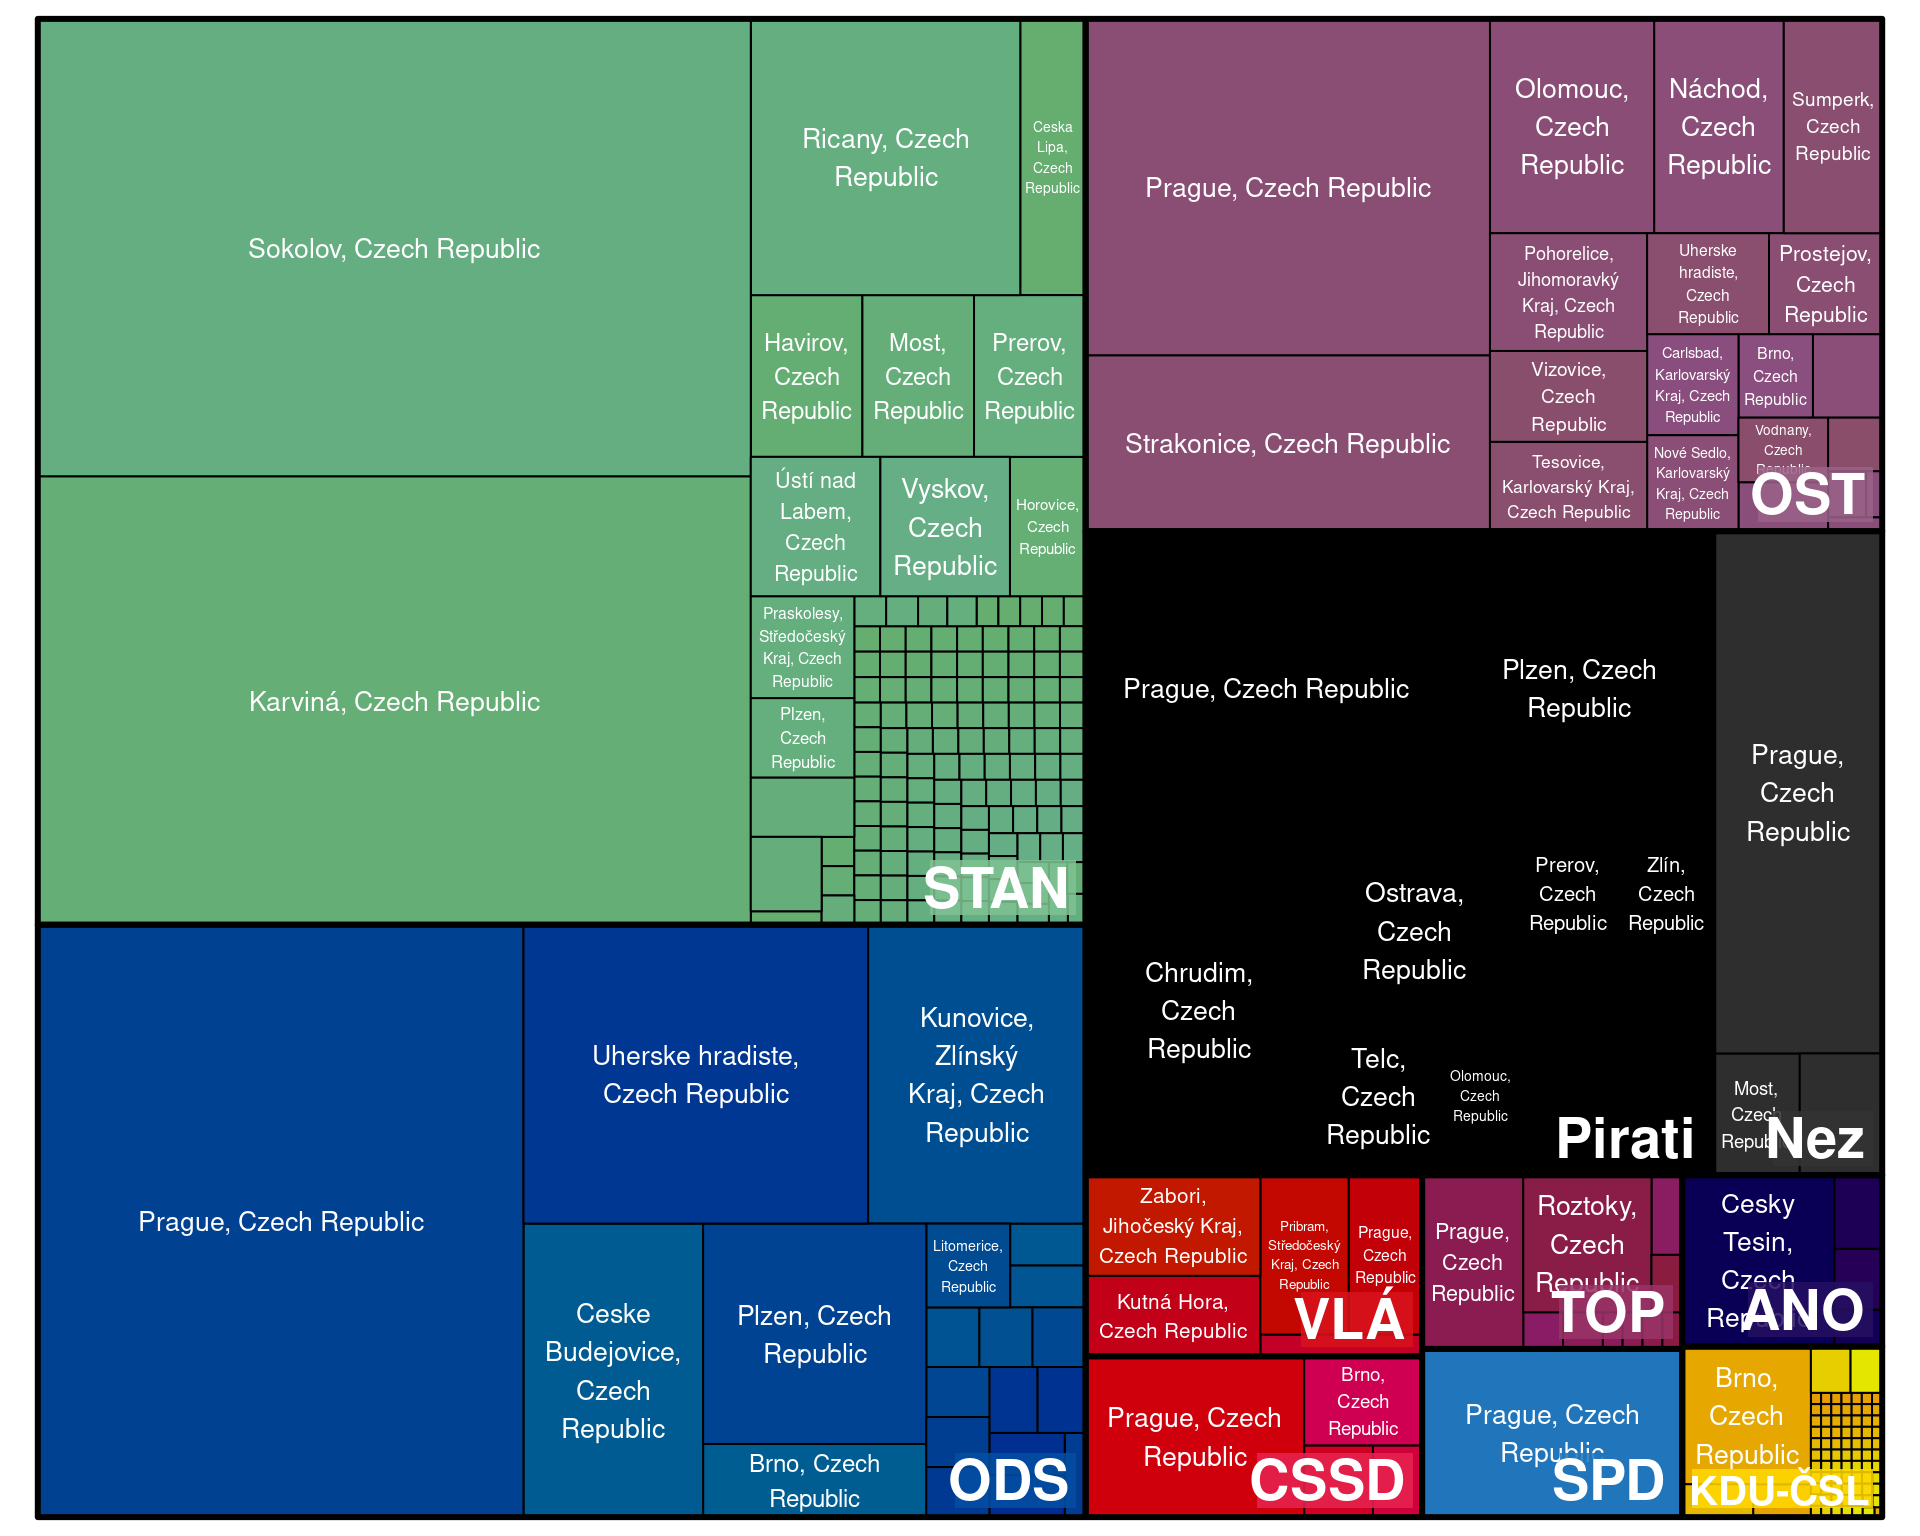 Sokolov, Czech Republic
Karviná, Czech Republic
Ricany, Czech
Republic
Ceska
Lipa,
Czech
Republic
Havirov,
Czech
Republic
Most,
Czech
Republic
Prerov,
Czech
Republic
Ústí nad
Labem,
Czech
Republic
Vyskov,
Czech
Republic
Horovice,
Czech
Republic
Praskolesy,
Středočeský
Kraj, Czech
Republic
Plzen,
Czech
Republic
STAN
Prague, Czech Republic
Strakonice, Czech Republic
Olomouc,
Czech
Republic
Náchod,
Czech
Republic
Sumperk,
Czech
Republic
Pohorelice,
Jihomoravký
Kraj, Czech
Republic
Uherske
hradiste,
Czech
Republic
Prostejov,
Czech
Republic
Vizovice,
Czech
Republic
Tesovice,
Karlovarský Kraj,
Czech Republic
Carlsbad,
Karlovarský
Kraj, Czech
Republic
Brno,
Czech
Republic
Nové Sedlo,
Karlovarský
Kraj, Czech
Republic
Vodnany,
Czech
Republic
OST
Prague, Czech Republic
Plzen, Czech
Republic
Chrudim,
Czech
Republic
Ostrava,
Czech
Republic
Prerov,
Czech
Republic
Zlín,
Czech
Republic
Telc,
Czech
Republic
Olomouc,
Czech
Republic
Pirati
Prague,
Czech
Republic
Most,
Czech
Republic
Nez
Prague, Czech Republic
Uherske hradiste,
Czech Republic
Kunovice,
Zlínský
Kraj, Czech
Republic
Ceske
Budejovice,
Czech
Republic
Plzen, Czech
Republic
Brno, Czech
Republic
Litomerice,
Czech
Republic
ODS
Zabori,
Jihočeský Kraj,
Czech Republic
Kutná Hora,
Czech Republic
Pribram,
Středočeský
Kraj, Czech
Republic
Prague,
Czech
Republic
VLÁ
Prague,
Czech
Republic
Roztoky,
Czech
Republic
TOP
Cesky
Tesin,
Czech
Republic
ANO
Prague, Czech
Republic
Brno,
Czech
Republic
CSSD
Prague, Czech
Republic
SPD
Brno,
Czech
Republic
KDU-ČSL